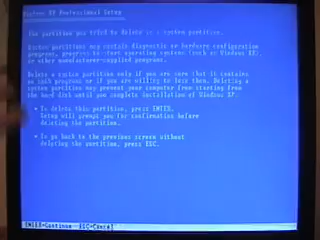 Windows XP Professional Setup
The partition you tried to delete is a system partition.
System partitions may contain diagnostic or hardware configuration
programs, programs to start operating systems (such as Windows XP),
or other manufacturer-supplied programs.
Delete a system partition only if you are sure that it contains
no such programs or if you are willing to lose them. Deleting a
system partition may prevent your computer from starting from
the hard disk until you complete installation of Windows XP.
• To delete this partition, press ENTER.
Setup will prompt you for confirmation before
deleting the partition.
• To go back to the previous screen without
deleting the partition, press ESC.
ENTER=Continue ESC=Cancel